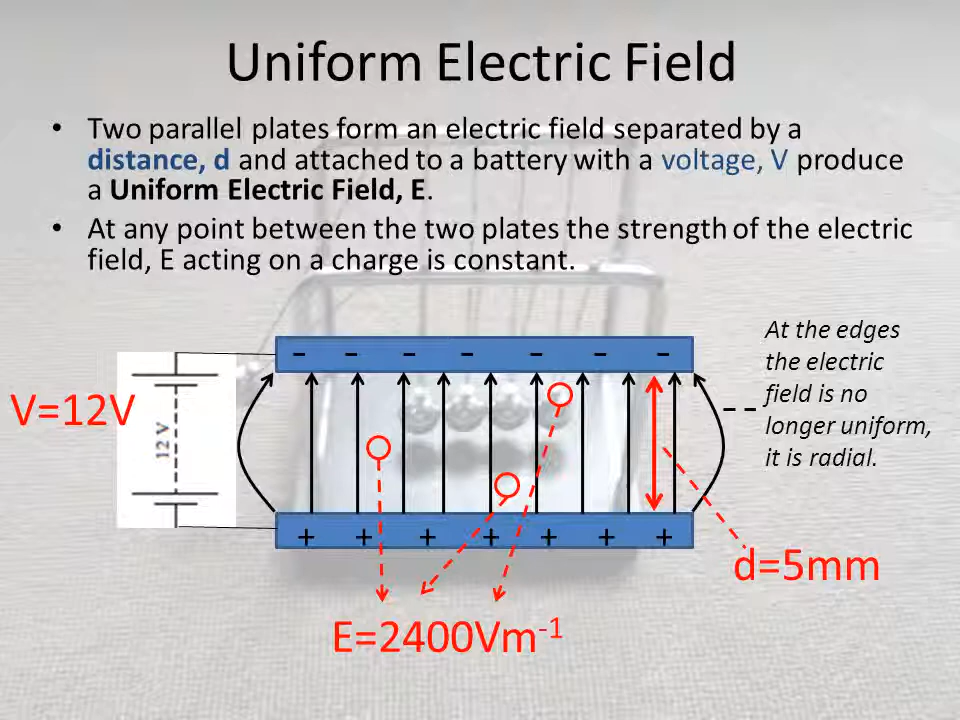 Uniform Electric Field
• Two parallel plates form an electric field separated by a
distance, d and attached to a battery with a voltage, V produce
a Uniform Electric Field, E.
• At any point between the two plates the strength of the electric
field, E acting on a charge is constant.
At the edges
the electric
field is no
longer uniform,
it is radial.
- - - - - - -
V=12V
12 V
+ + + + + + +
d=5mm
E=2400Vm-1